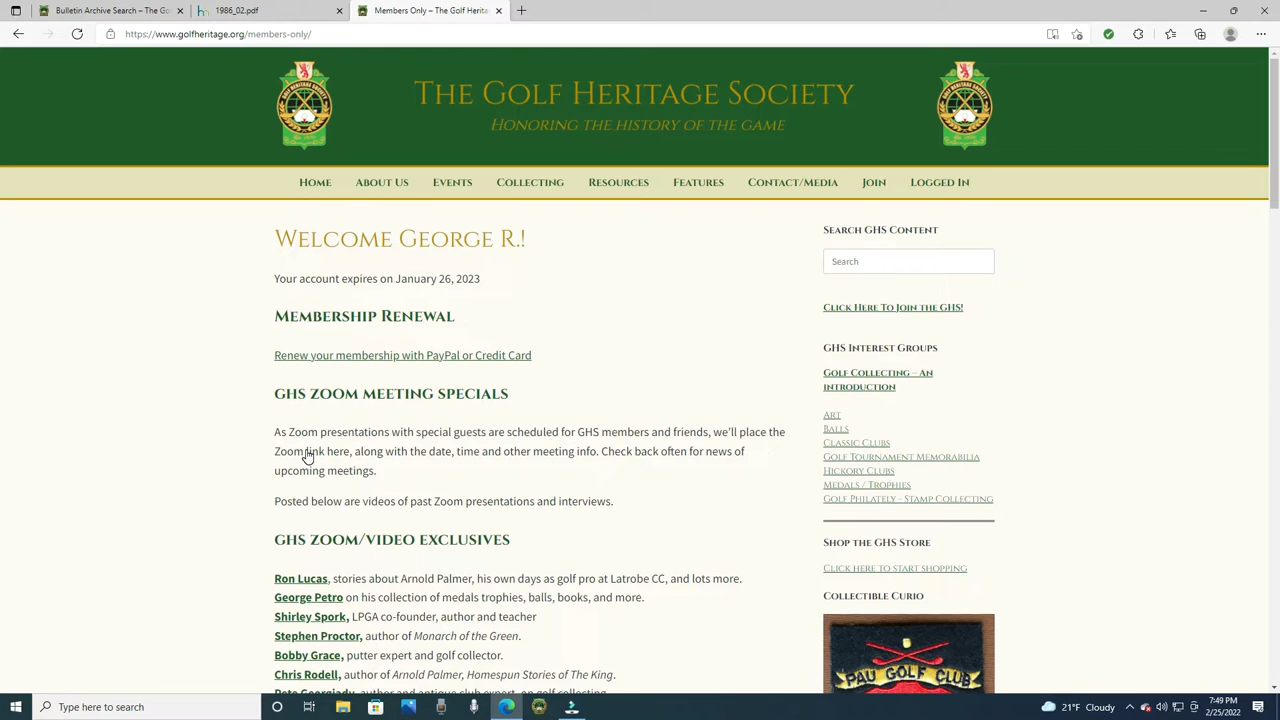 Bulletin Archive Search - The Go
1986_02.pdf
Members Only - The Golf Herita
https://www.golfheritage.org/members-only/
The Golf Heritage Society
Honoring the history of the game
Home About Us Events Collecting Resources Features Contact/Media Join Logged In
Welcome George R.!
Your account expires on January 26, 2023
Membership Renewal
Renew your membership with PayPal or Credit Card
GHS ZOOM MEETING SPECIALS
As Zoom presentations with special guests are scheduled for GHS members and friends, we'll place the
Zoom link here, along with the date, time and other meeting info. Check back often for news of
upcoming meetings.
Posted below are videos of past Zoom presentations and interviews.
GHS ZOOM/VIDEO EXCLUSIVES
Ron Lucas, stories about Arnold Palmer, his own days as golf pro at Latrobe CC, and lots more.
George Petro on his collection of medals trophies, balls, books, and more.
Shirley Spork, LPGA co-founder, author and teacher
Stephen Proctor, author of Monarch of the Green.
Bobby Grace, putter expert and golf collector.
Chris Rodell, author of Arnold Palmer, Homespun Stories of The King.
Pete Georgiady, author and antique club expert, on golf collecting
Search GHS Content
Search
Click Here To Join the GHS!
GHS Interest Groups
Golf Collecting – An
introduction
Art
Balls
Classic Clubs
Golf Tournament Memorabilia
Hickory Clubs
Medals / Trophies
Golf Philately - Stamp Collecting
Shop the GHS Store
Click here to start shopping
Collectible Curio
PAU GOLF CLUB
Type here to search
21°F Cloudy
7:49 PM
2/25/2022